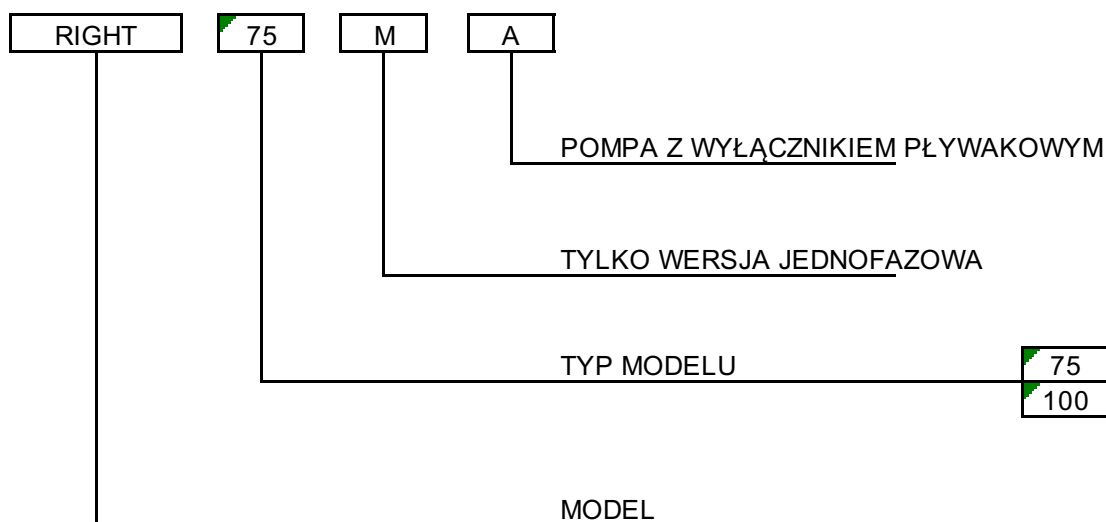 RIGHT 75 M A
POMPA Z WYŁĄCZNIKIEM PŁYWAKOWYM
TYLKO WERSJA JEDNOFAZOWA
TYP MODELU 75
100
MODEL